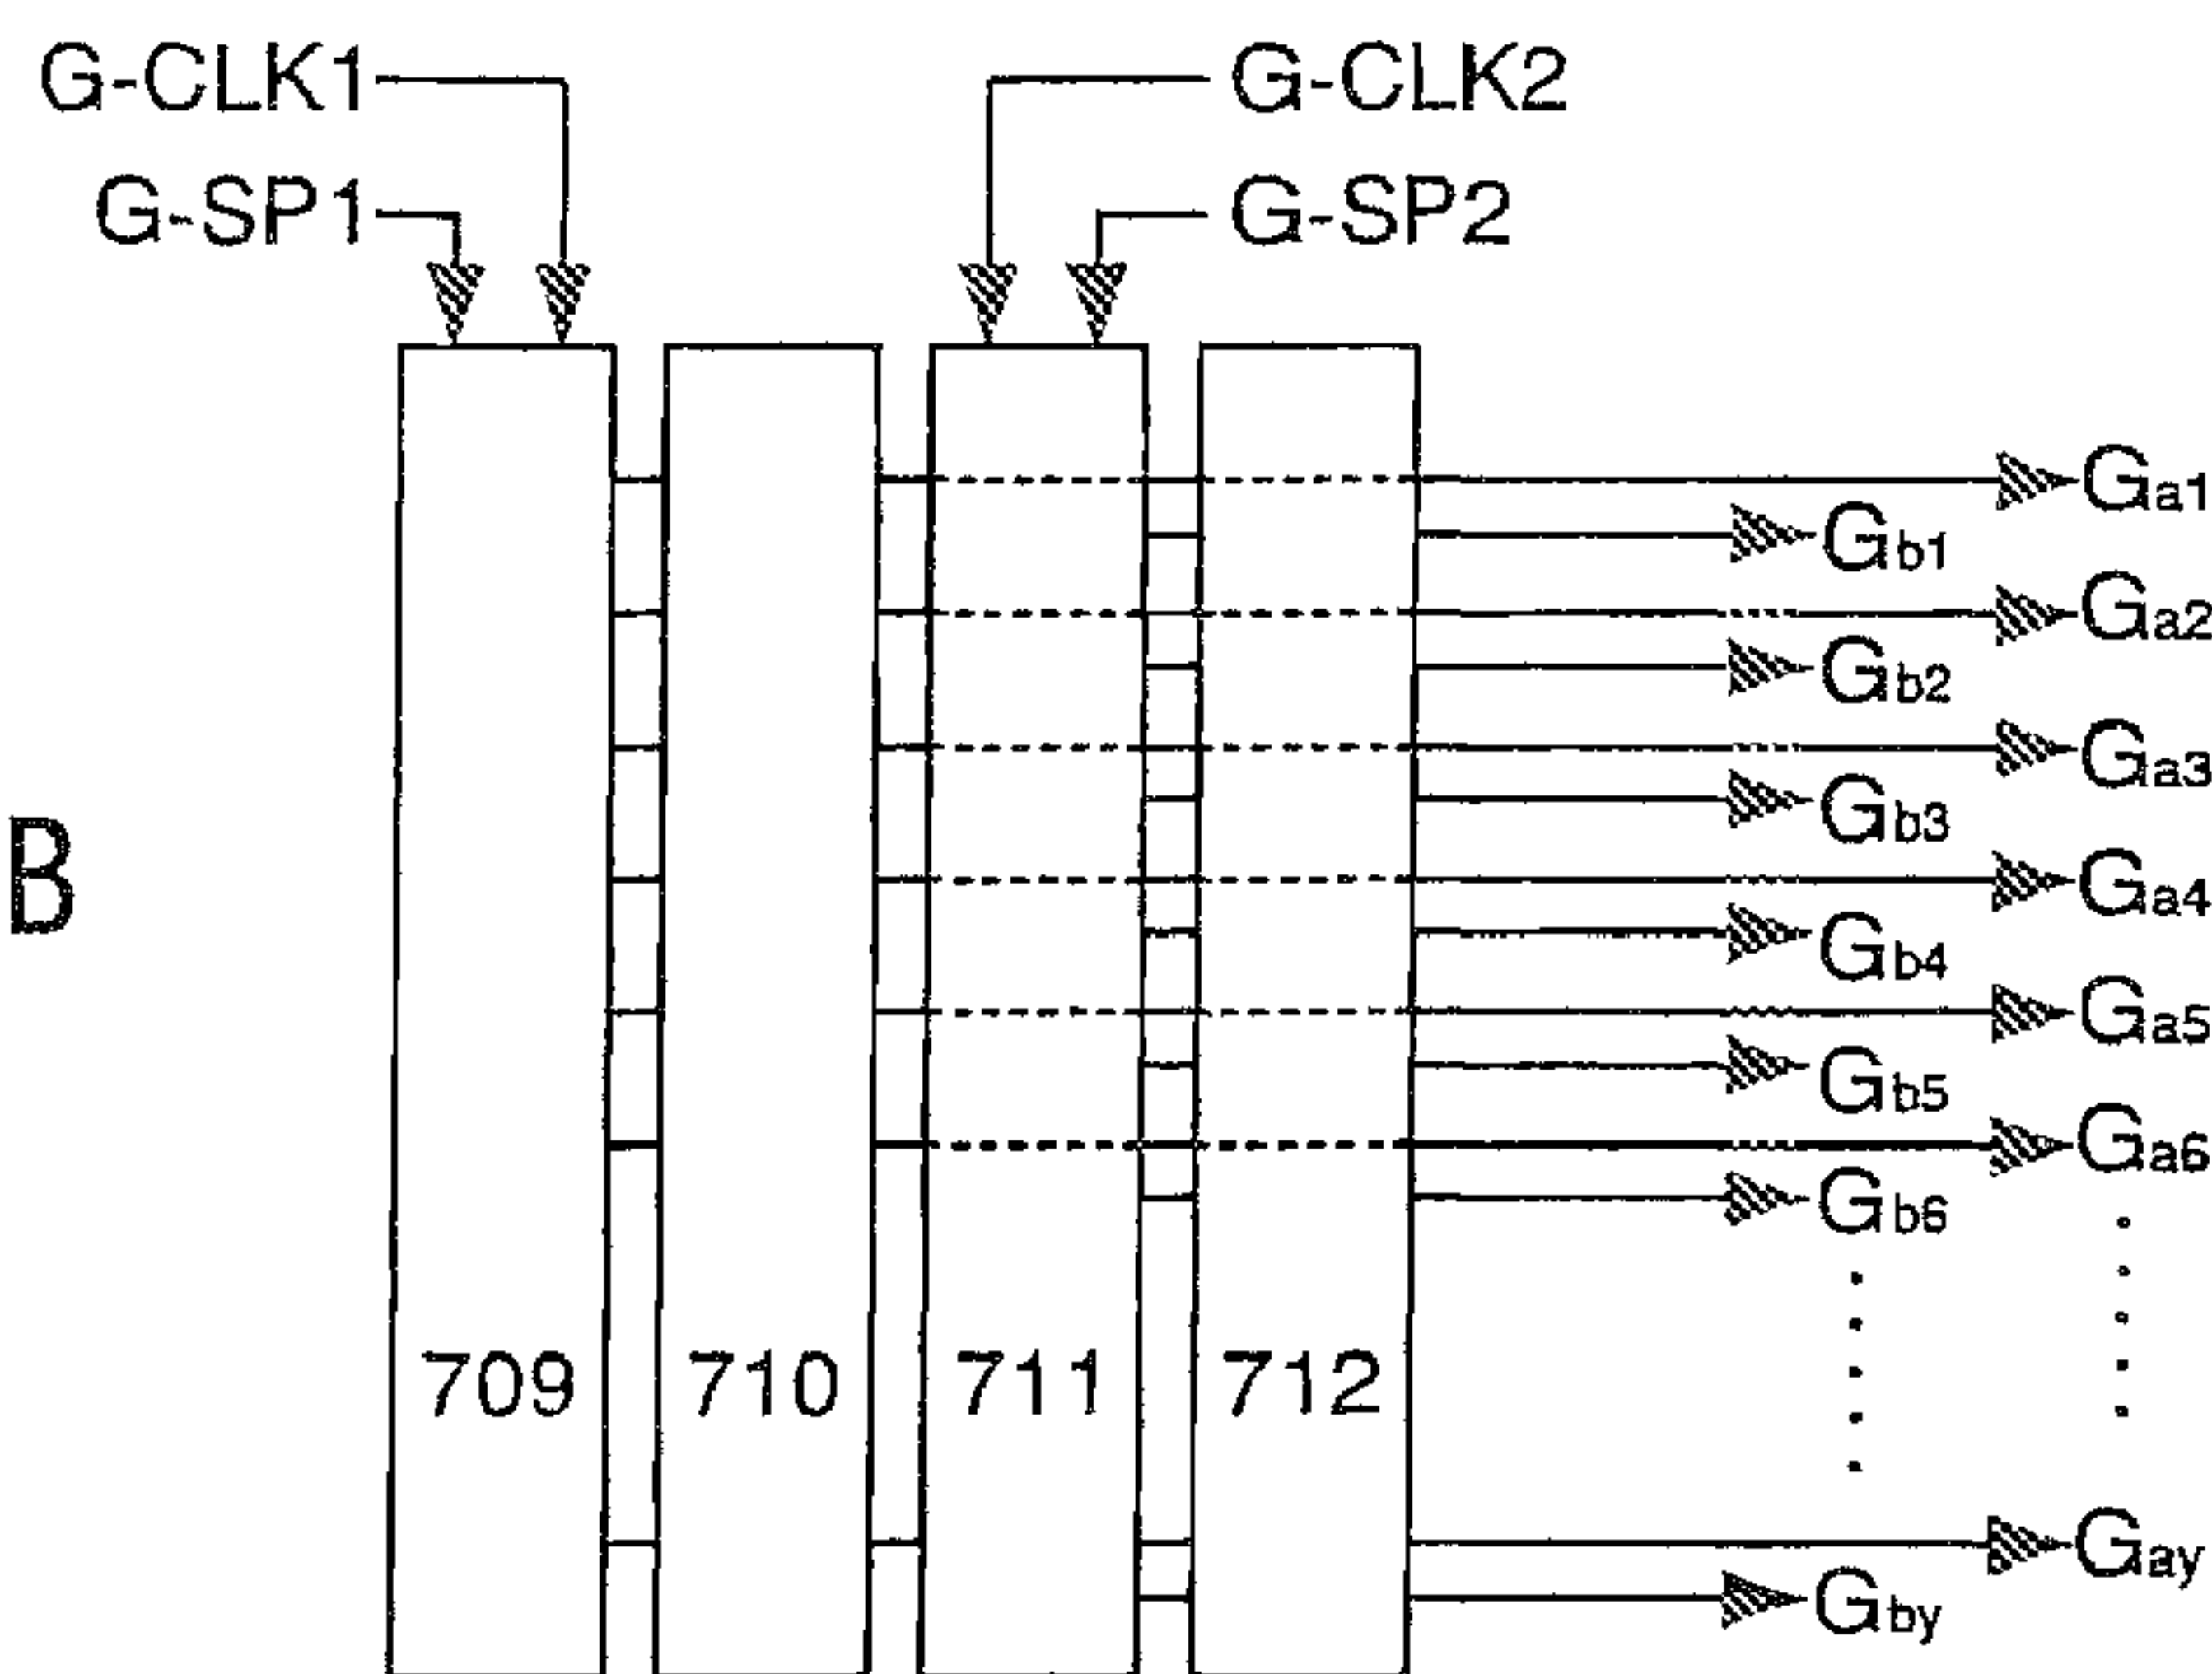 G-CLK1 G-CLK2
G-SP1 G-SP2
Ga1
Gb1
Ga2
Gb2
Ga3
Gb3
B
Ga4
Gb4
Ga5
Gb5
Ga6
Gb6
709 710 711 712
Gay
Gby